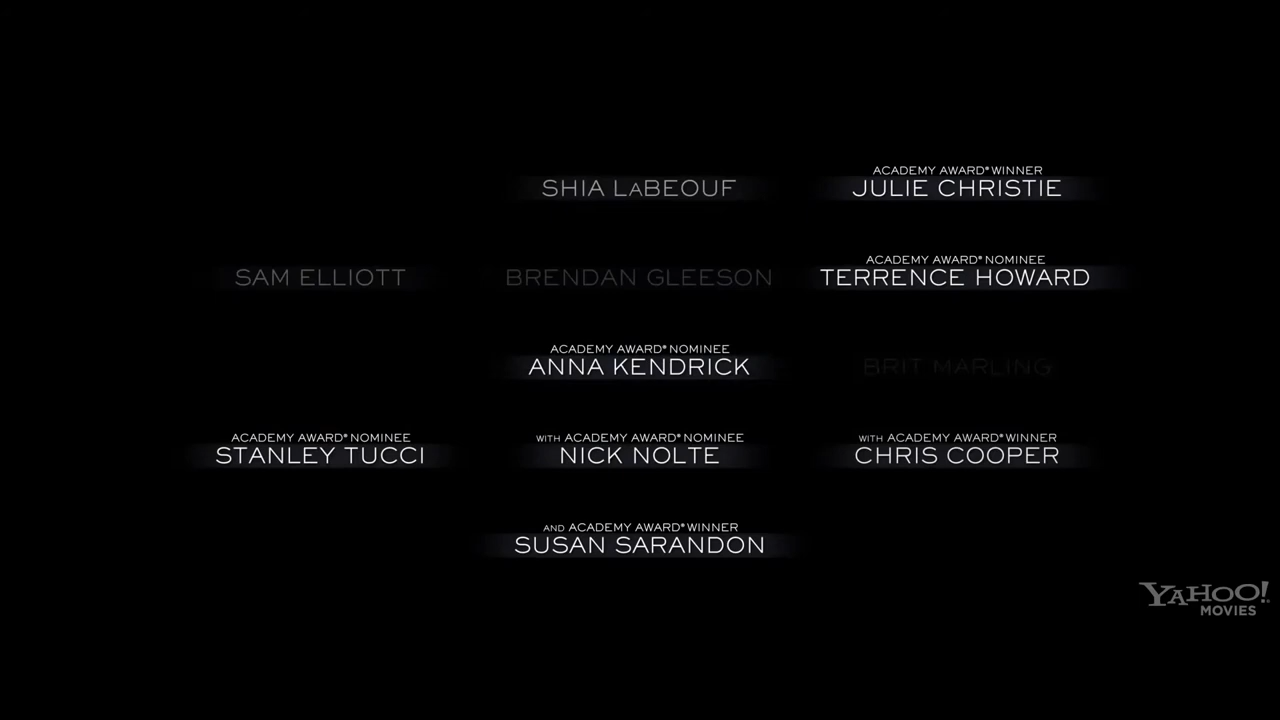 SHIA LaBEOUF
ACADEMY AWARD® WINNER
JULIE CHRISTIE
SAM ELLIOTT
BRENDAN GLEESON
ACADEMY AWARD® NOMINEE
TERRENCE HOWARD
ACADEMY AWARD® NOMINEE
ANNA KENDRICK
BRIT MARLING
ACADEMY AWARD® NOMINEE
STANLEY TUCCI
WITH ACADEMY AWARD® NOMINEE
NICK NOLTE
WITH ACADEMY AWARD® WINNER
CHRIS COOPER
AND ACADEMY AWARD® WINNER
SUSAN SARANDON
YAHOO!
MOVIES